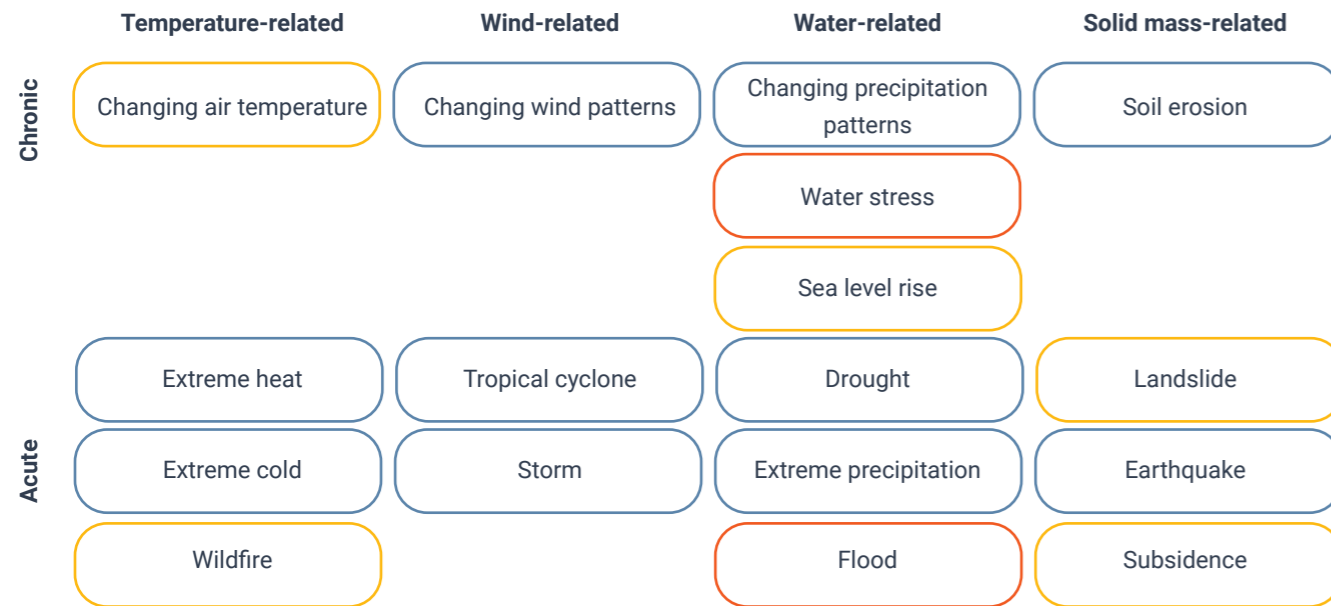 Temperature-related
Wind-related
Water-related
Solid mass-related
Chronic
Changing air temperature
Changing wind patterns
Changing precipitation
patterns
Soil erosion
Water stress
Sea level rise
Acute
Extreme heat
Tropical cyclone
Drought
Landslide
Extreme cold
Storm
Extreme precipitation
Earthquake
Wildfire
Flood
Subsidence